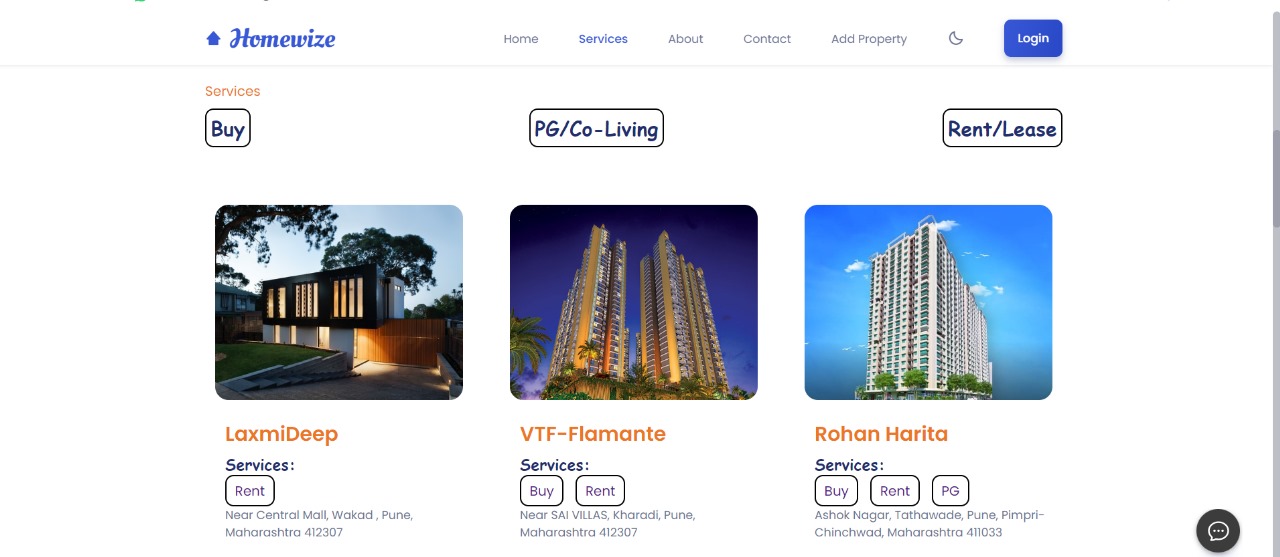 Homewize
Home Services About Contact Add Property Login
Services
Buy PG/Co-Living Rent/Lease
LaxmiDeep
Services:
Rent
Near Central Mall, Wakad , Pune,
Maharashtra 412307
VTF-Flamante
Services:
Buy Rent
Near SAI VILLAS, Kharadi, Pune,
Maharashtra 412307
Rohan Harita
Services:
Buy Rent PG
Ashok Nagar, Tathawade, Pune, Pimpri-
Chinchwad, Maharashtra 411033